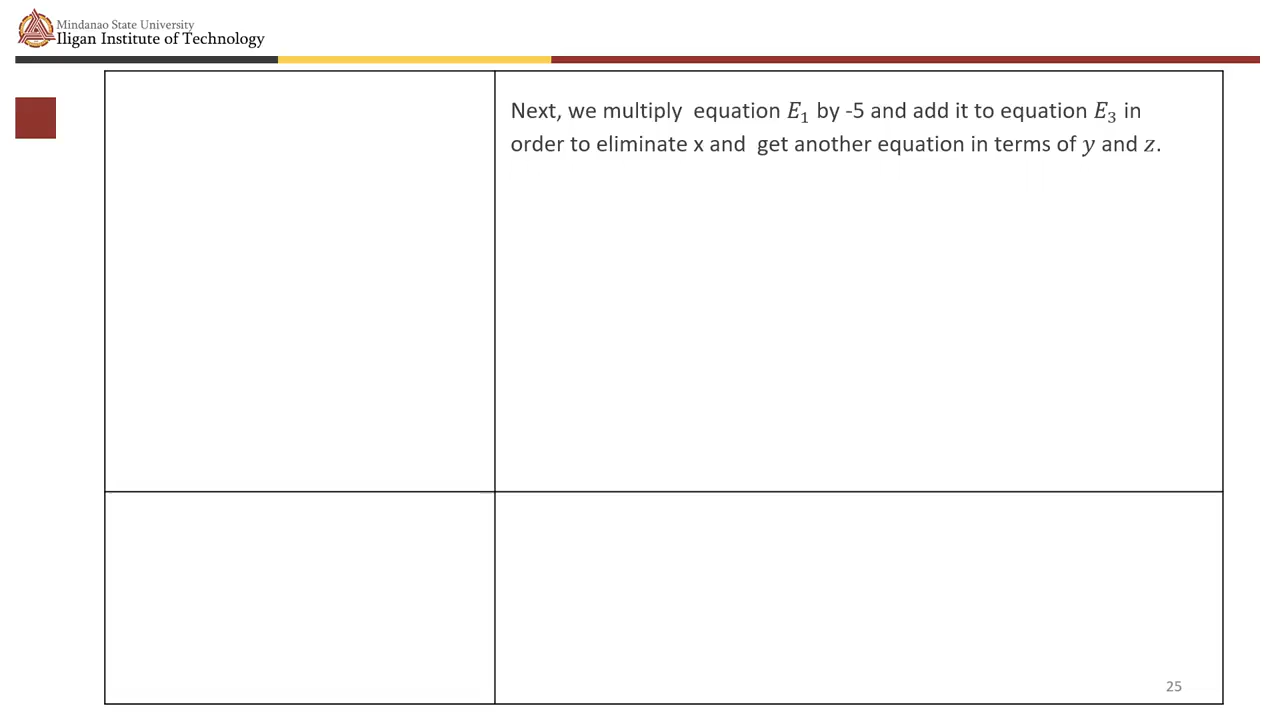 Mindanao State University
Iligan Institute of Technology
Next, we multiply equation E₁ by -5 and add it to equation E₃ in
order to eliminate x and get another equation in terms of y and z.
25